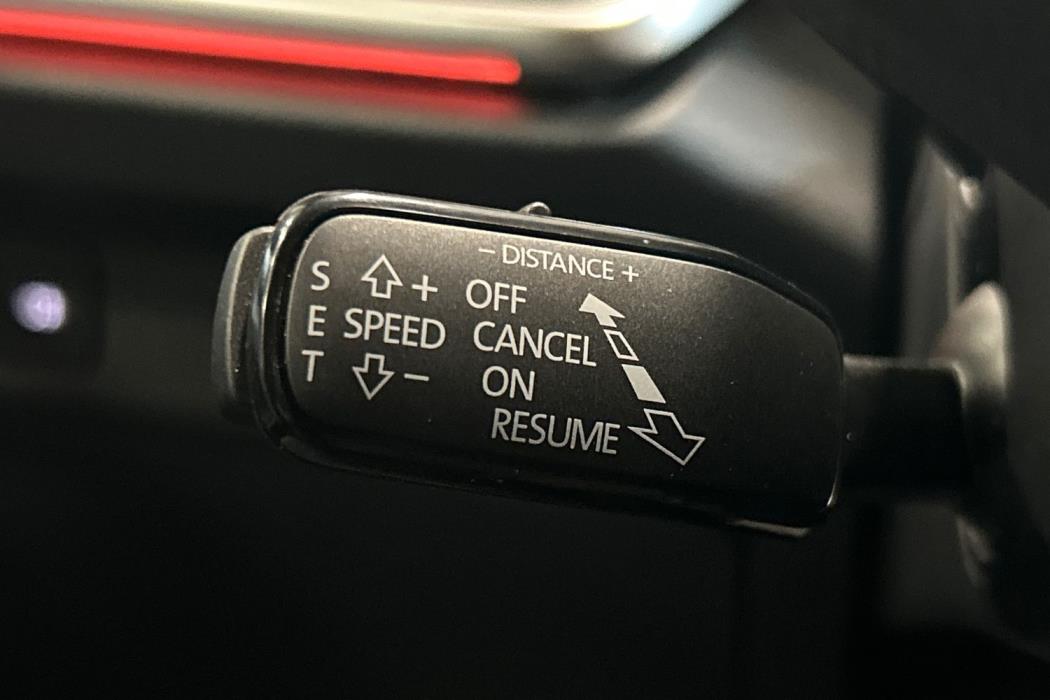 − DISTANCE +
S
E
T
+
SPEED
−
OFF
CANCEL
ON
RESUME